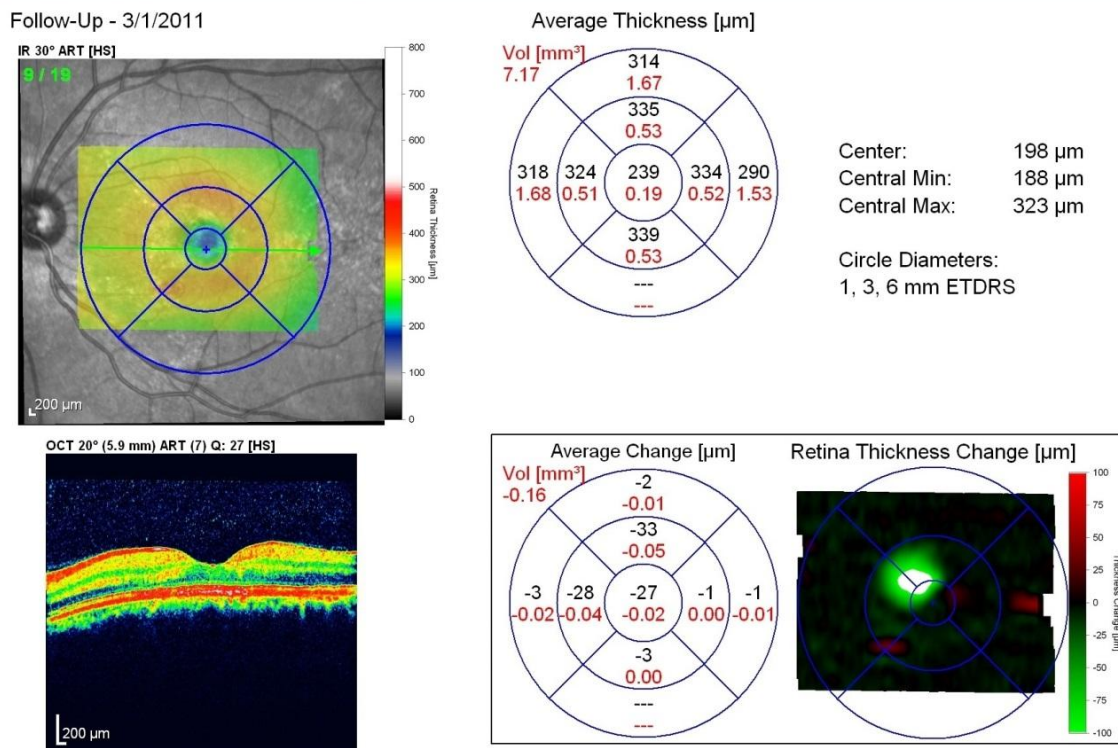 Follow-Up - 3/1/2011
IR 30° ART [HS]
9 / 19
200 µm
800
700
600
500
400
300
200
100
0
Retina Thickness [µm]
Average Thickness [µm]
Vol [mm³]
7.17
314
1.67
335
0.53
318 324 239 334 290
1.68 0.51 0.19 0.52 1.53
339
0.53
---
---
Center: 198 µm
Central Min: 188 µm
Central Max: 323 µm
Circle Diameters:
1, 3, 6 mm ETDRS
OCT 20° (5.9 mm) ART (7) Q: 27 [HS]
200 µm
Average Change [µm]
Vol [mm³]
-0.16
-2
-0.01
-33
-0.05
-3 -28 -27 -1 -1
-0.02 -0.04 -0.02 0.00 -0.01
-3
0.00
---
---
Retina Thickness Change [µm]
100
75
50
25
0
-25
-50
-75
-100
Thickness Change [µm]